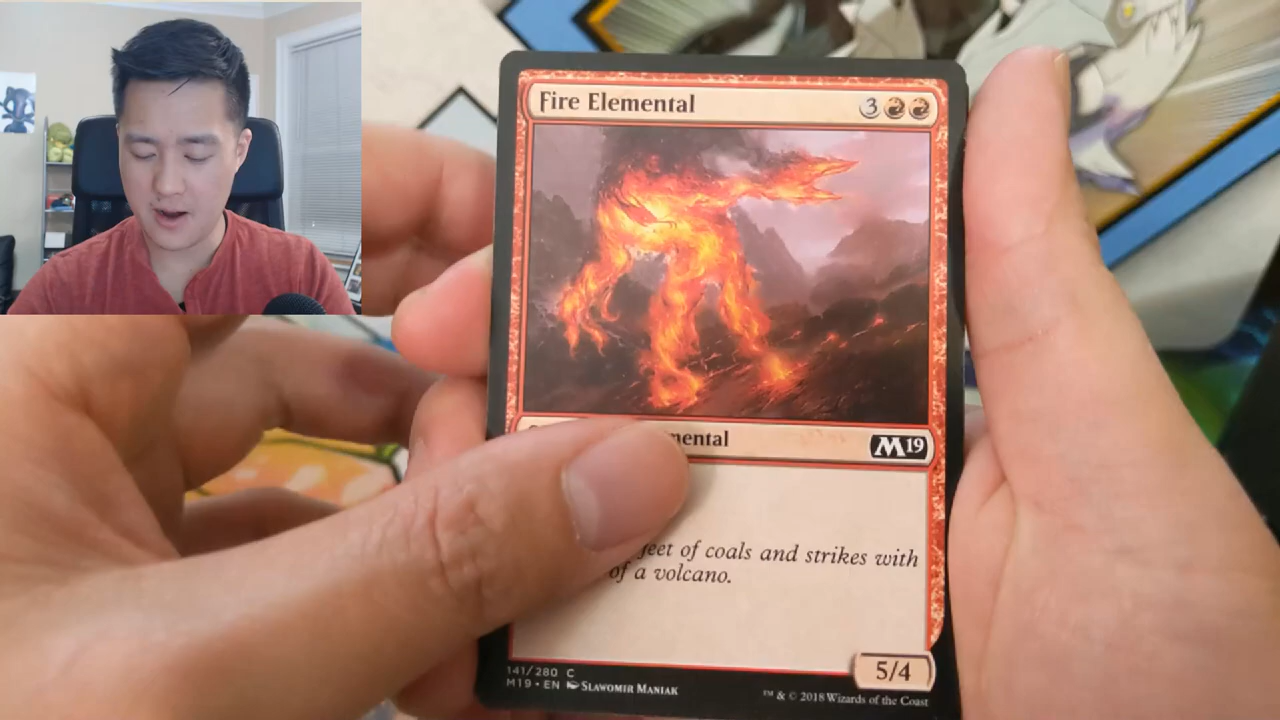 Fire Elemental 3
mental M19
feet of coals and strikes with
of a volcano.
5/4
141/280 C
M19 • EN SLAWOMIR MANIAK
™ & © 2018 Wizards of the Coast